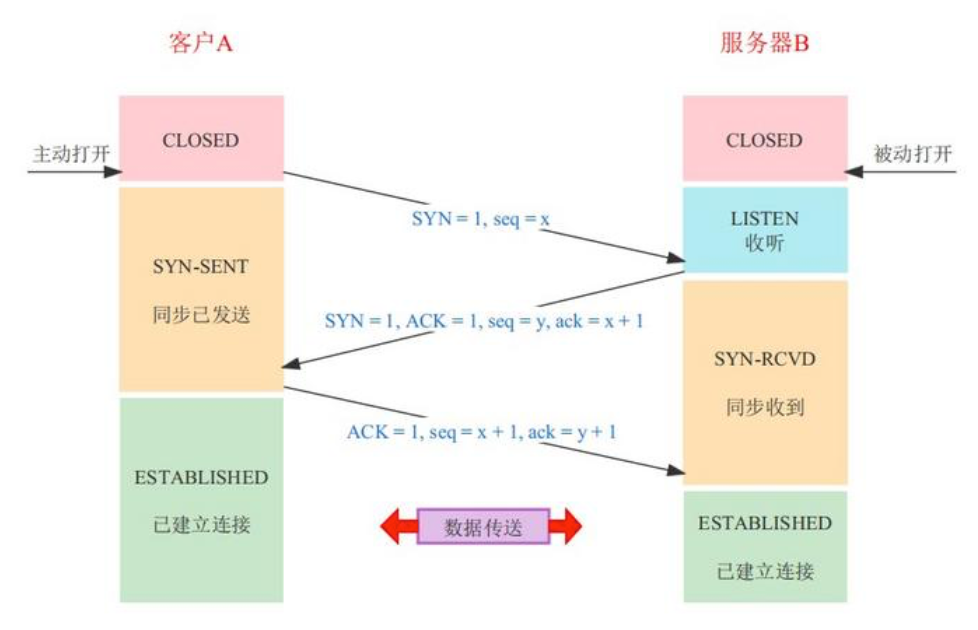 客户A
服务器B
CLOSED
CLOSED
主动打开
被动打开
SYN = 1, seq = x
LISTEN
收听
SYN-SENT
同步已发送
SYN = 1, ACK = 1, seq = y, ack = x + 1
SYN-RCVD
同步收到
ACK = 1, seq = x + 1, ack = y + 1
ESTABLISHED
已建立连接
数据传送
ESTABLISHED
已建立连接